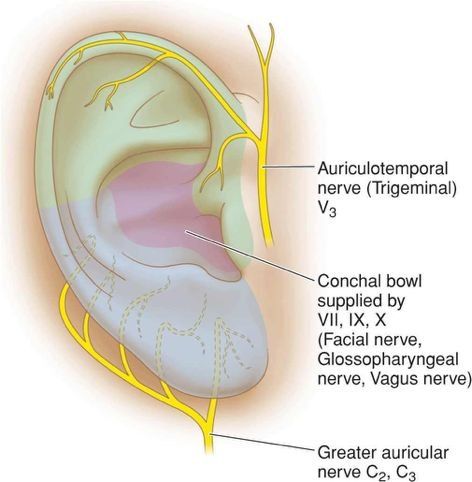 Auriculotemporal
nerve (Trigeminal)
V₃
Conchal bowl
supplied by
VII, IX, X
(Facial nerve,
Glossopharyngeal
nerve, Vagus nerve)
Greater auricular
nerve C₂, C₃